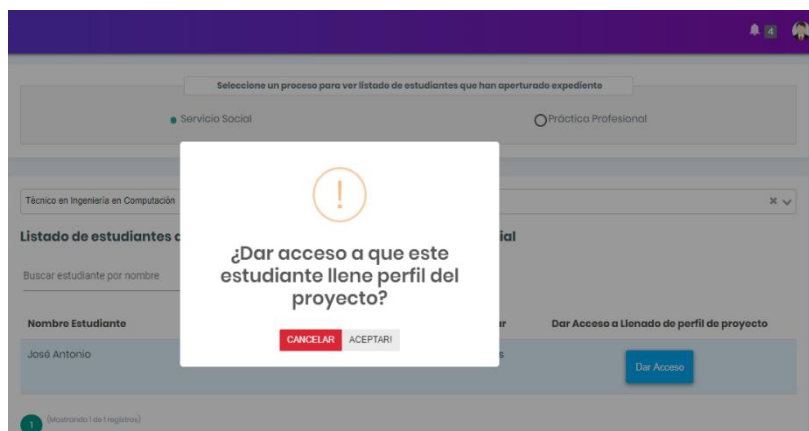 4
Seleccione un proceso para ver listado de estudiantes que han aperturado expediente
Servicio Social
Práctica Profesional
Técnico en Ingeniería en Computación
Listado de estudiantes
ial
¿Dar acceso a que este
estudiante llene perfil del
proyecto?
CANCELAR ACEPTAR!
Buscar estudiante por nombre
Nombre Estudiante
Dar Acceso a Llenado de perfil de proyecto
José Antonio
Dar Acceso
1 (Mostrando 1 de 1 registros)